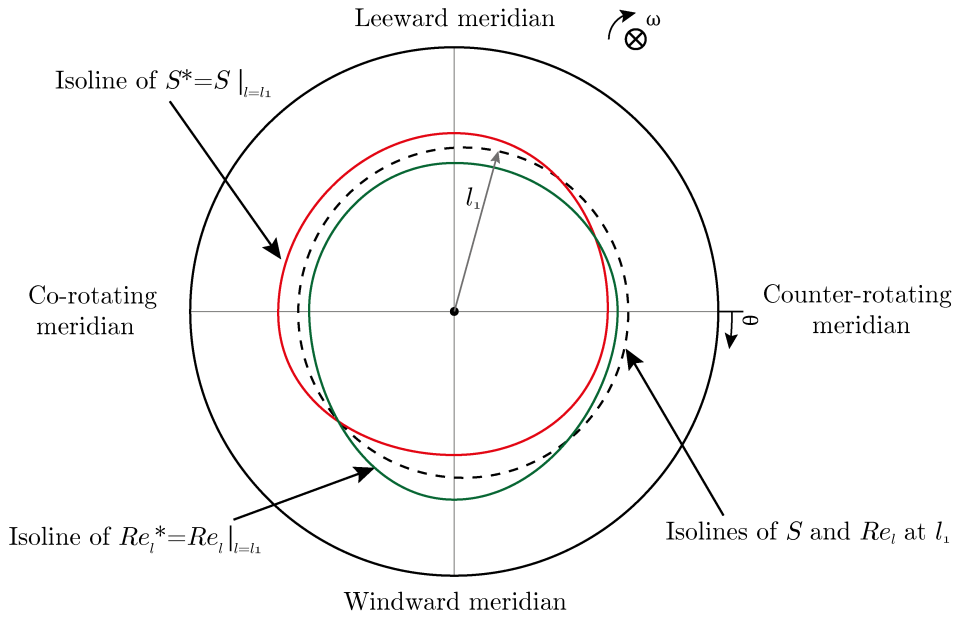 Leeward meridian
ω
Isoline of S*=S |l=l₁
l₁
Co-rotating
meridian
Counter-rotating
meridian
θ
Isoline of Reₗ*=Reₗ|l=l₁
Isolines of S and Reₗ at l₁
Windward meridian